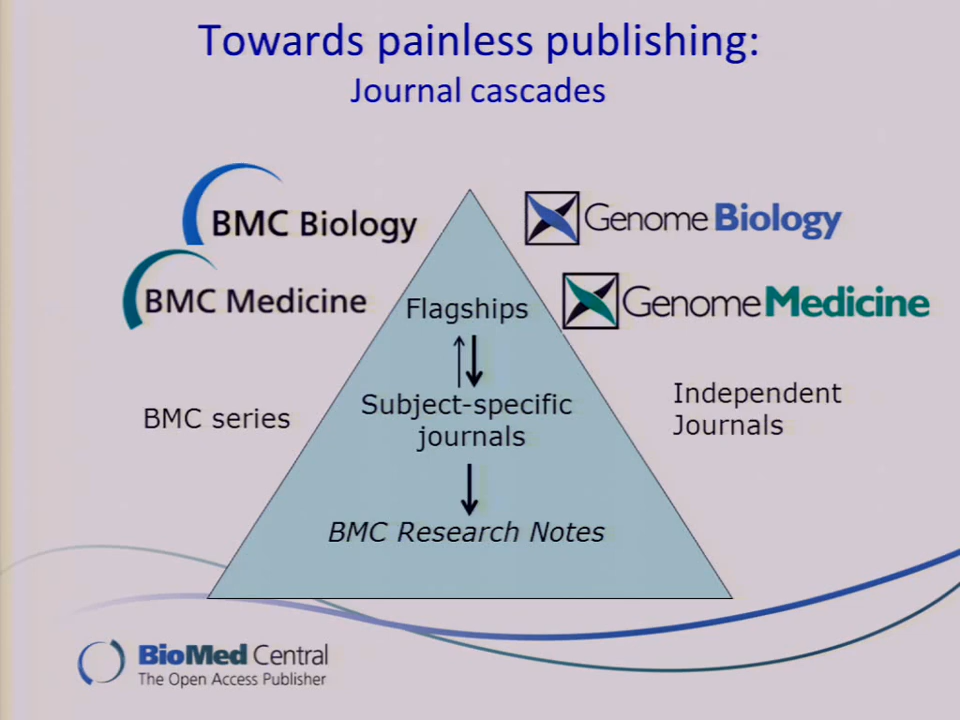 Towards painless publishing:
Journal cascades
BMC Biology
Genome Biology
BMC Medicine
Genome Medicine
Flagships
Subject-specific
journals
BMC series
Independent
Journals
BMC Research Notes
BioMed Central
The Open Access Publisher